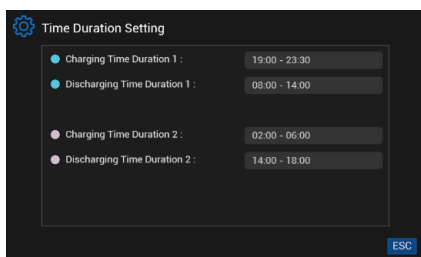 Time Duration Setting
Charging Time Duration 1 : 19:00 - 23:30
Discharging Time Duration 1 : 08:00 - 14:00
Charging Time Duration 2 : 02:00 - 06:00
Discharging Time Duration 2 : 14:00 - 18:00
ESC